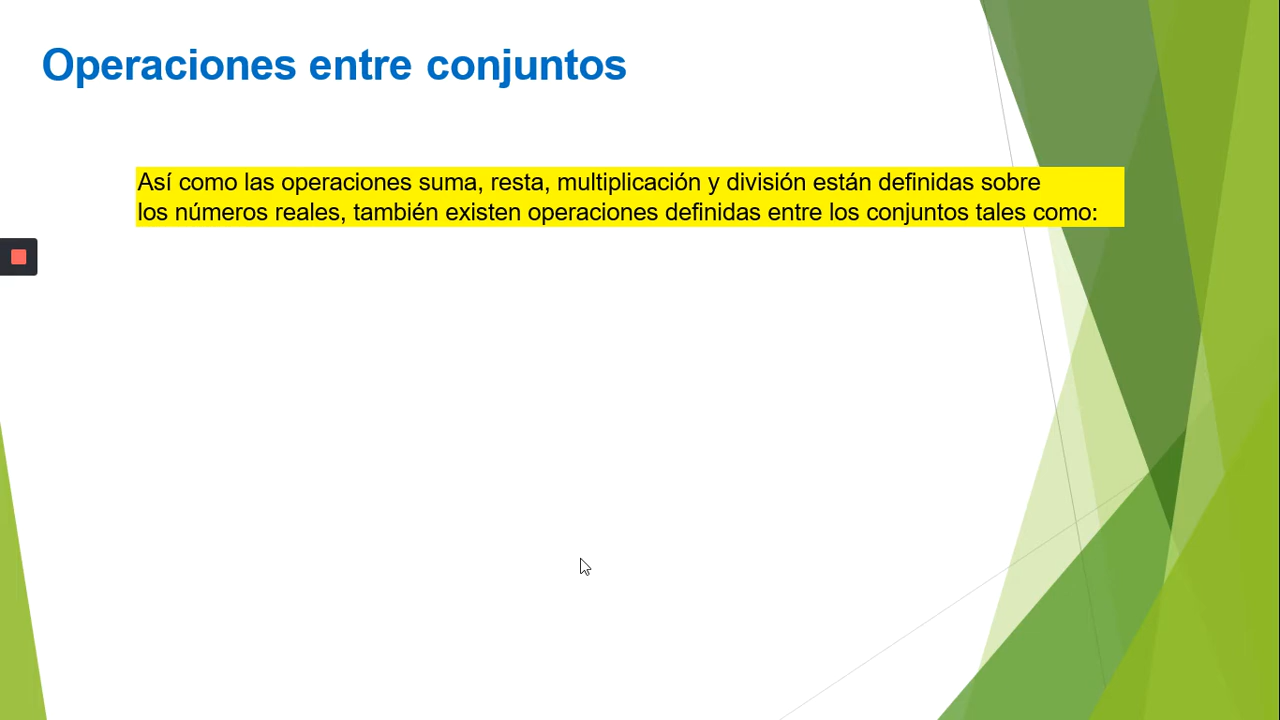 Operaciones entre conjuntos
Así como las operaciones suma, resta, multiplicación y división están definidas sobre
los números reales, también existen operaciones definidas entre los conjuntos tales como: